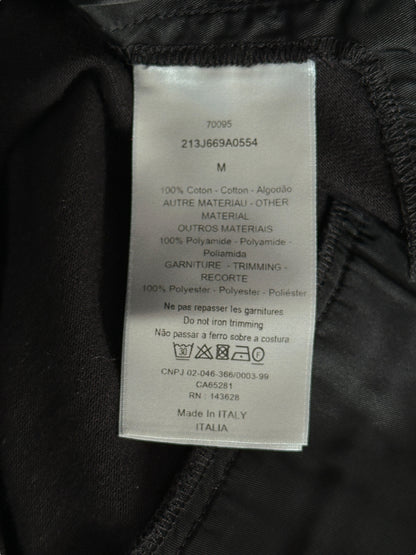 70095
213J669A0554
M
100% Coton - Cotton - Algodão
AUTRE MATERIAU - OTHER
MATERIAL
OUTROS MATERIAIS
100% Polyamide - Polyamide -
Poliamida
GARNITURE - TRIMMING -
RECORTE
100% Polyester - Polyester - Poliéster
Ne pas repasser les garnitures
Do not iron trimming
Não passar a ferro sobre a costura
CNPJ 02-046-366/0003-99
CA65281
RN : 143628
Made In ITALY
ITALIA